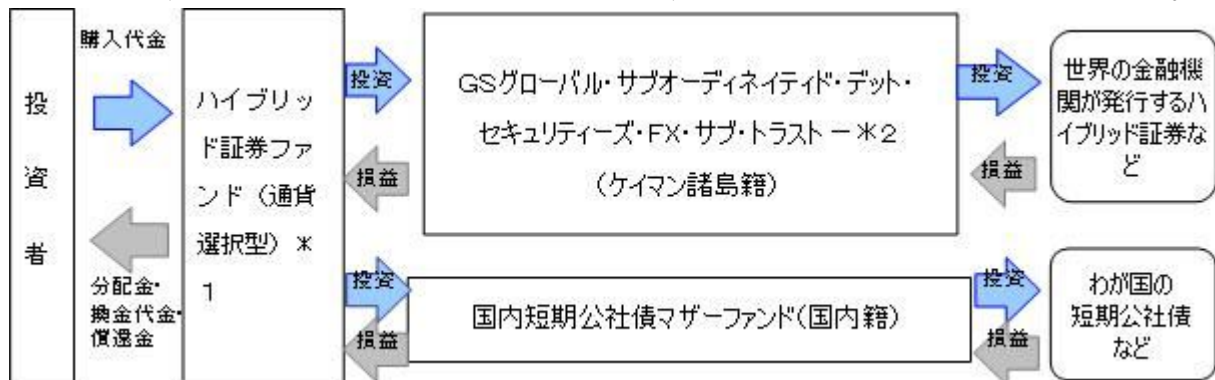 投
資
者
購入代金
分配金・
換金代金・
償還金
ハイブリッ
ド証券ファ
ンド（通貨
選択型）＊
1
投資
損益
投資
損益
GSグローバル・サブオーディネイティド・デット・
セキュリティーズ・FX・サブ・トラスト－＊2
（ケイマン諸島籍）
国内短期公社債マザーファンド（国内籍）
投資
損益
投資
損益
世界の金融機
関が発行するハ
イブリッド証券な
ど
わが国の
短期公社債
など